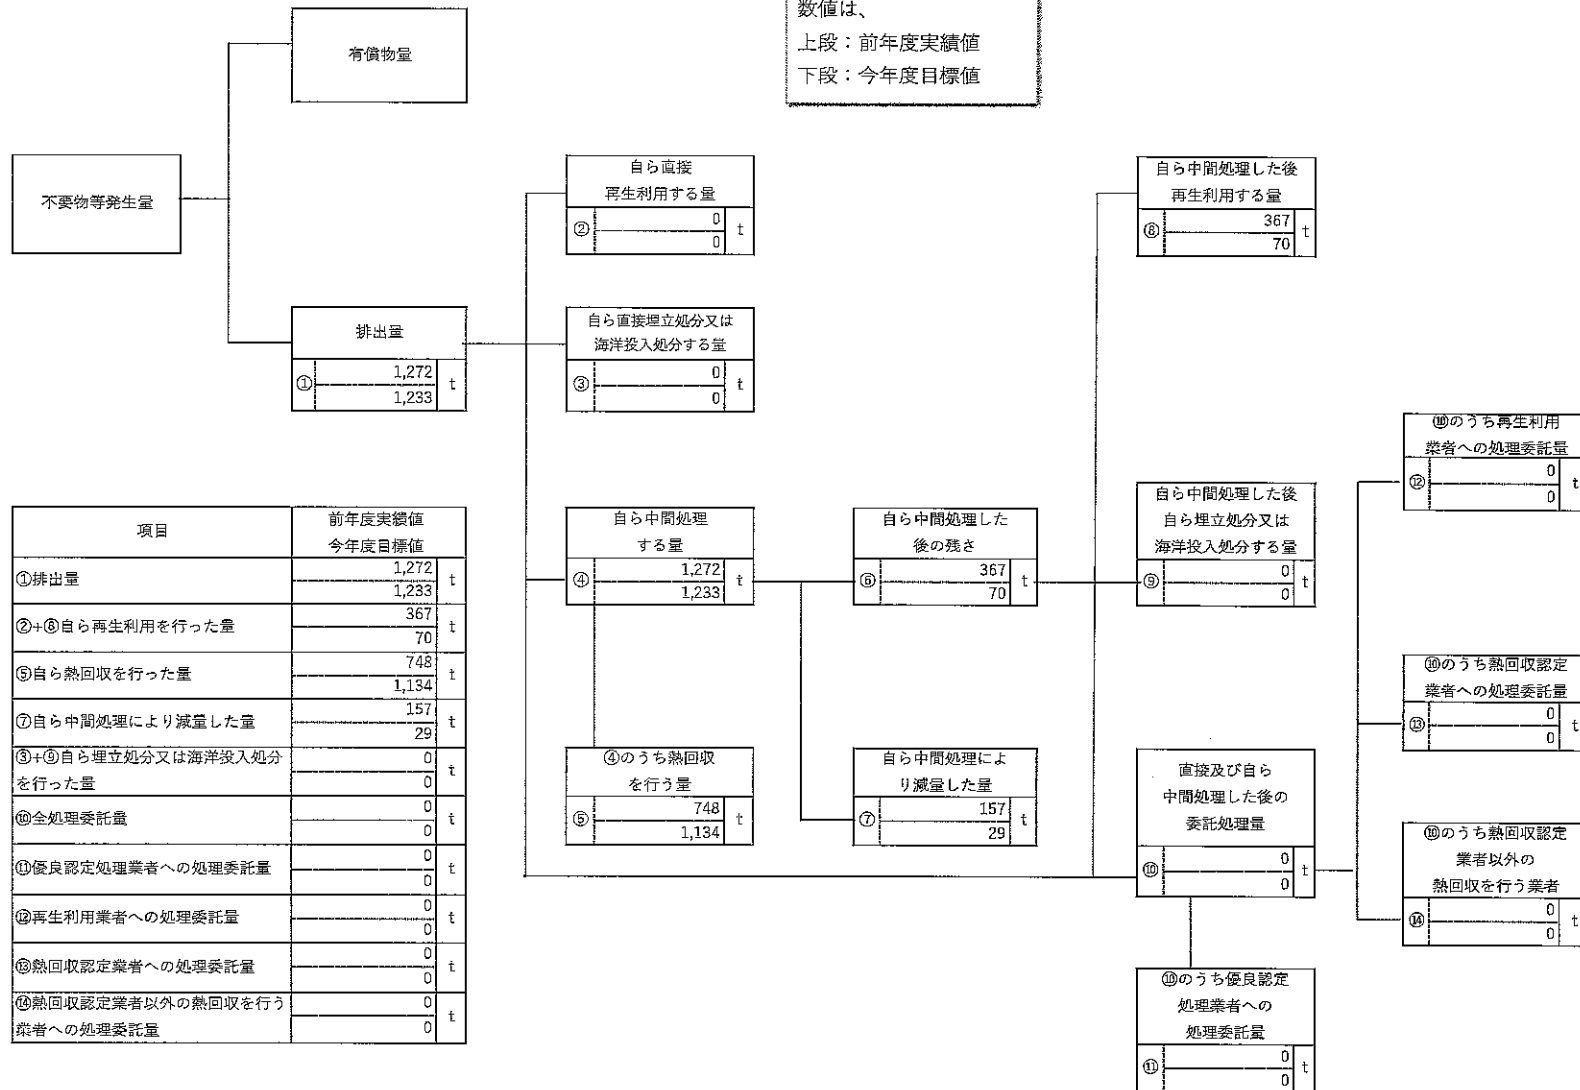 数値は、
上段：前年度実績値
下段：今年度目標値
有償物量
不要物等発生量
排出量
① 1,272 t
1,233
自ら直接
再生利用する量
② 0 t
0
自ら直接埋立処分又は
海洋投入処分する量
③ 0 t
0
自ら中間処理
する量
④ 1,272 t
1,233
④のうち熱回収
を行う量
⑤ 748 t
1,134
自ら中間処理した
後の残さ
⑥ 367 t
70
自ら中間処理によ
り減量した量
⑦ 157 t
29
自ら中間処理した後
再生利用する量
⑧ 367 t
70
自ら中間処理した後
自ら埋立処分又は
海洋投入処分する量
⑨ 0 t
0
直接及び自ら
中間処理した後の
委託処理量
⑩ 0 t
0
⑩のうち優良認定
処理業者への
処理委託量
⑪ 0 t
0
⑩のうち再生利用
業者への処理委託量
⑫ 0 t
0
⑩のうち熱回収認定
業者への処理委託量
⑬ 0 t
0
⑩のうち熱回収認定
業者以外の
熱回収を行う業者
⑭ 0 t
0
項目 前年度実績値
今年度目標値
①排出量 1,272 t
1,233
②+⑧自ら再生利用を行った量 367 t
70
⑤自ら熱回収を行った量 748 t
1,134
⑦自ら中間処理により減量した量 157 t
29
③+⑨自ら埋立処分又は海洋投入処分 0 t
を行った量 0
⑩全処理委託量 0 t
0
⑪優良認定処理業者への処理委託量 0 t
0
⑫再生利用業者への処理委託量 0 t
0
⑬熱回収認定業者への処理委託量 0 t
0
⑭熱回収認定業者以外の熱回収を行う 0 t
業者への処理委託量 0